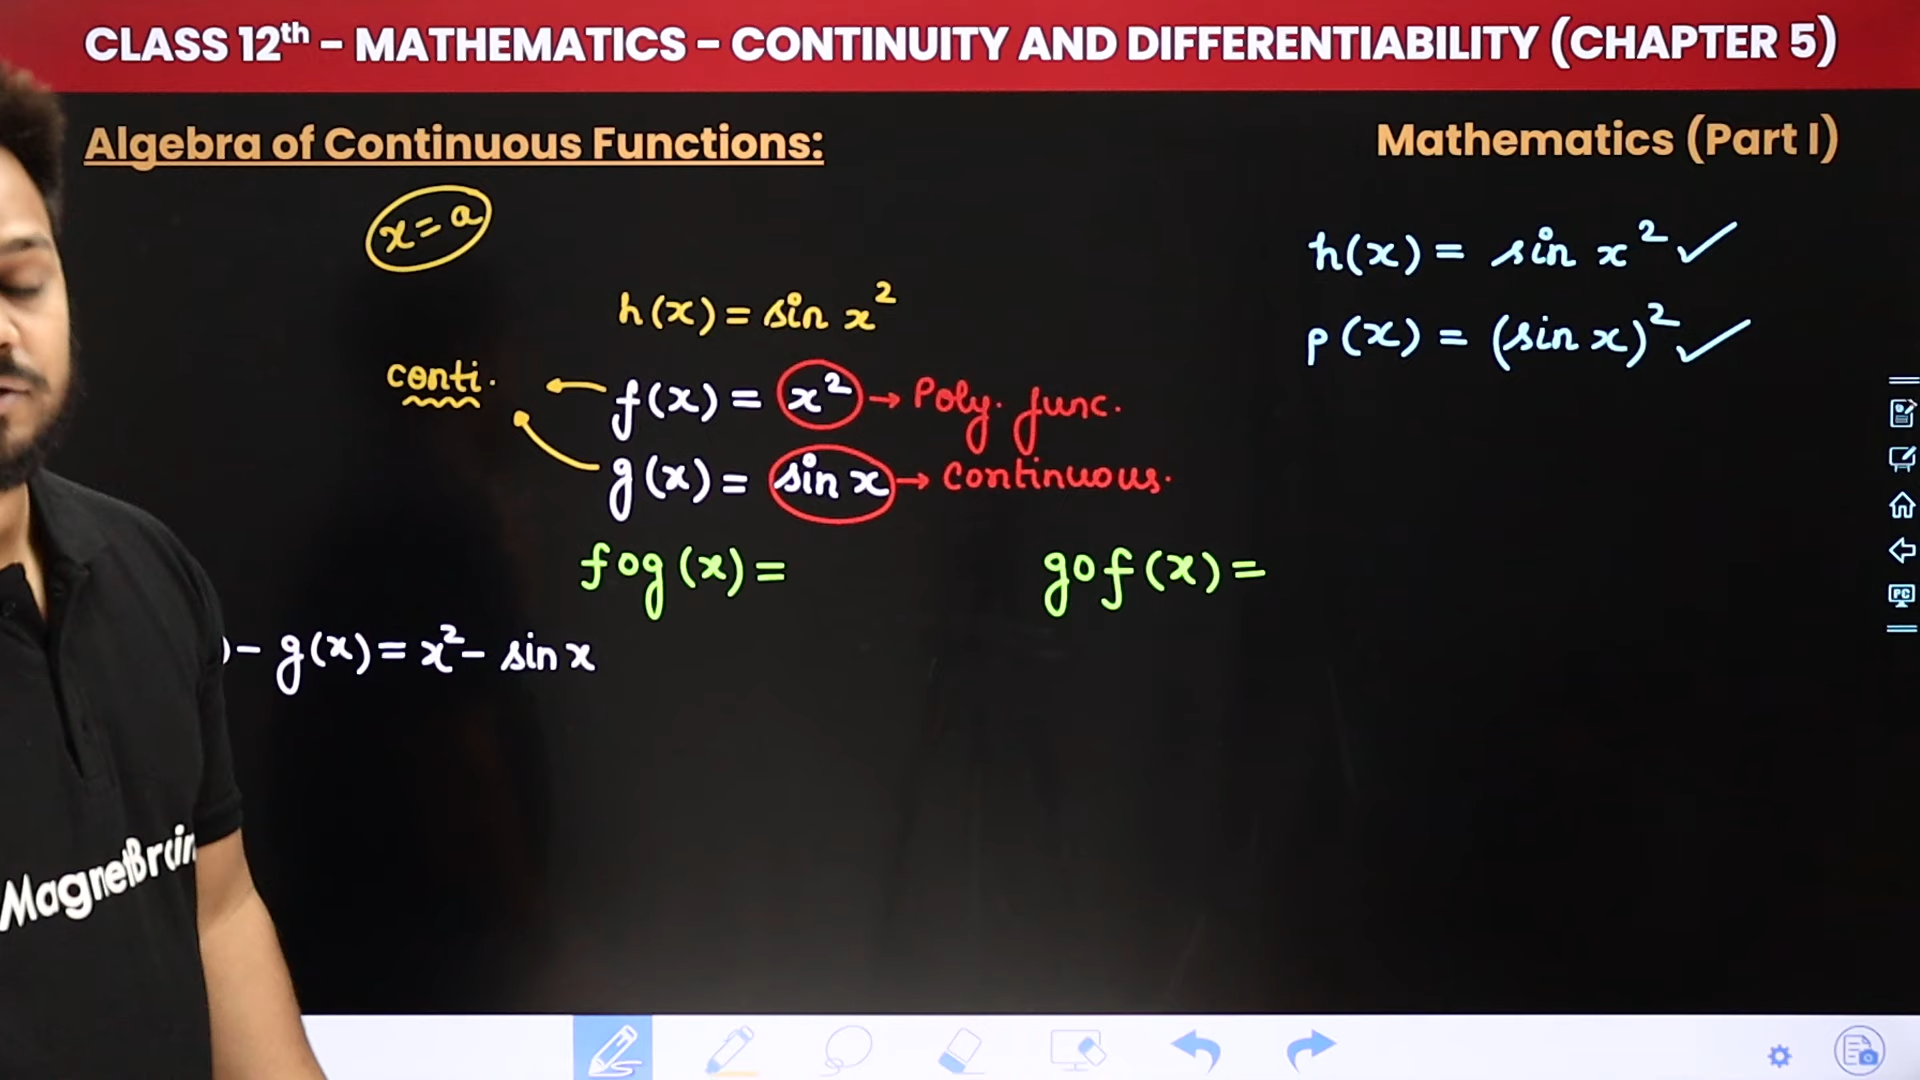 CLASS 12th - MATHEMATICS - CONTINUITY AND DIFFERENTIABILITY (CHAPTER 5)
Algebra of Continuous Functions:
Mathematics (Part I)
x = a
h(x) = sin x²
h(x) = sin x² ✓
p(x) = (sin x)² ✓
conti. ← f(x) = x² → Poly. func.
g(x) = sin x → Continuous.
fog(x) =
gof(x) =
) - g(x) = x² - sin x
MagnetBrain
PC